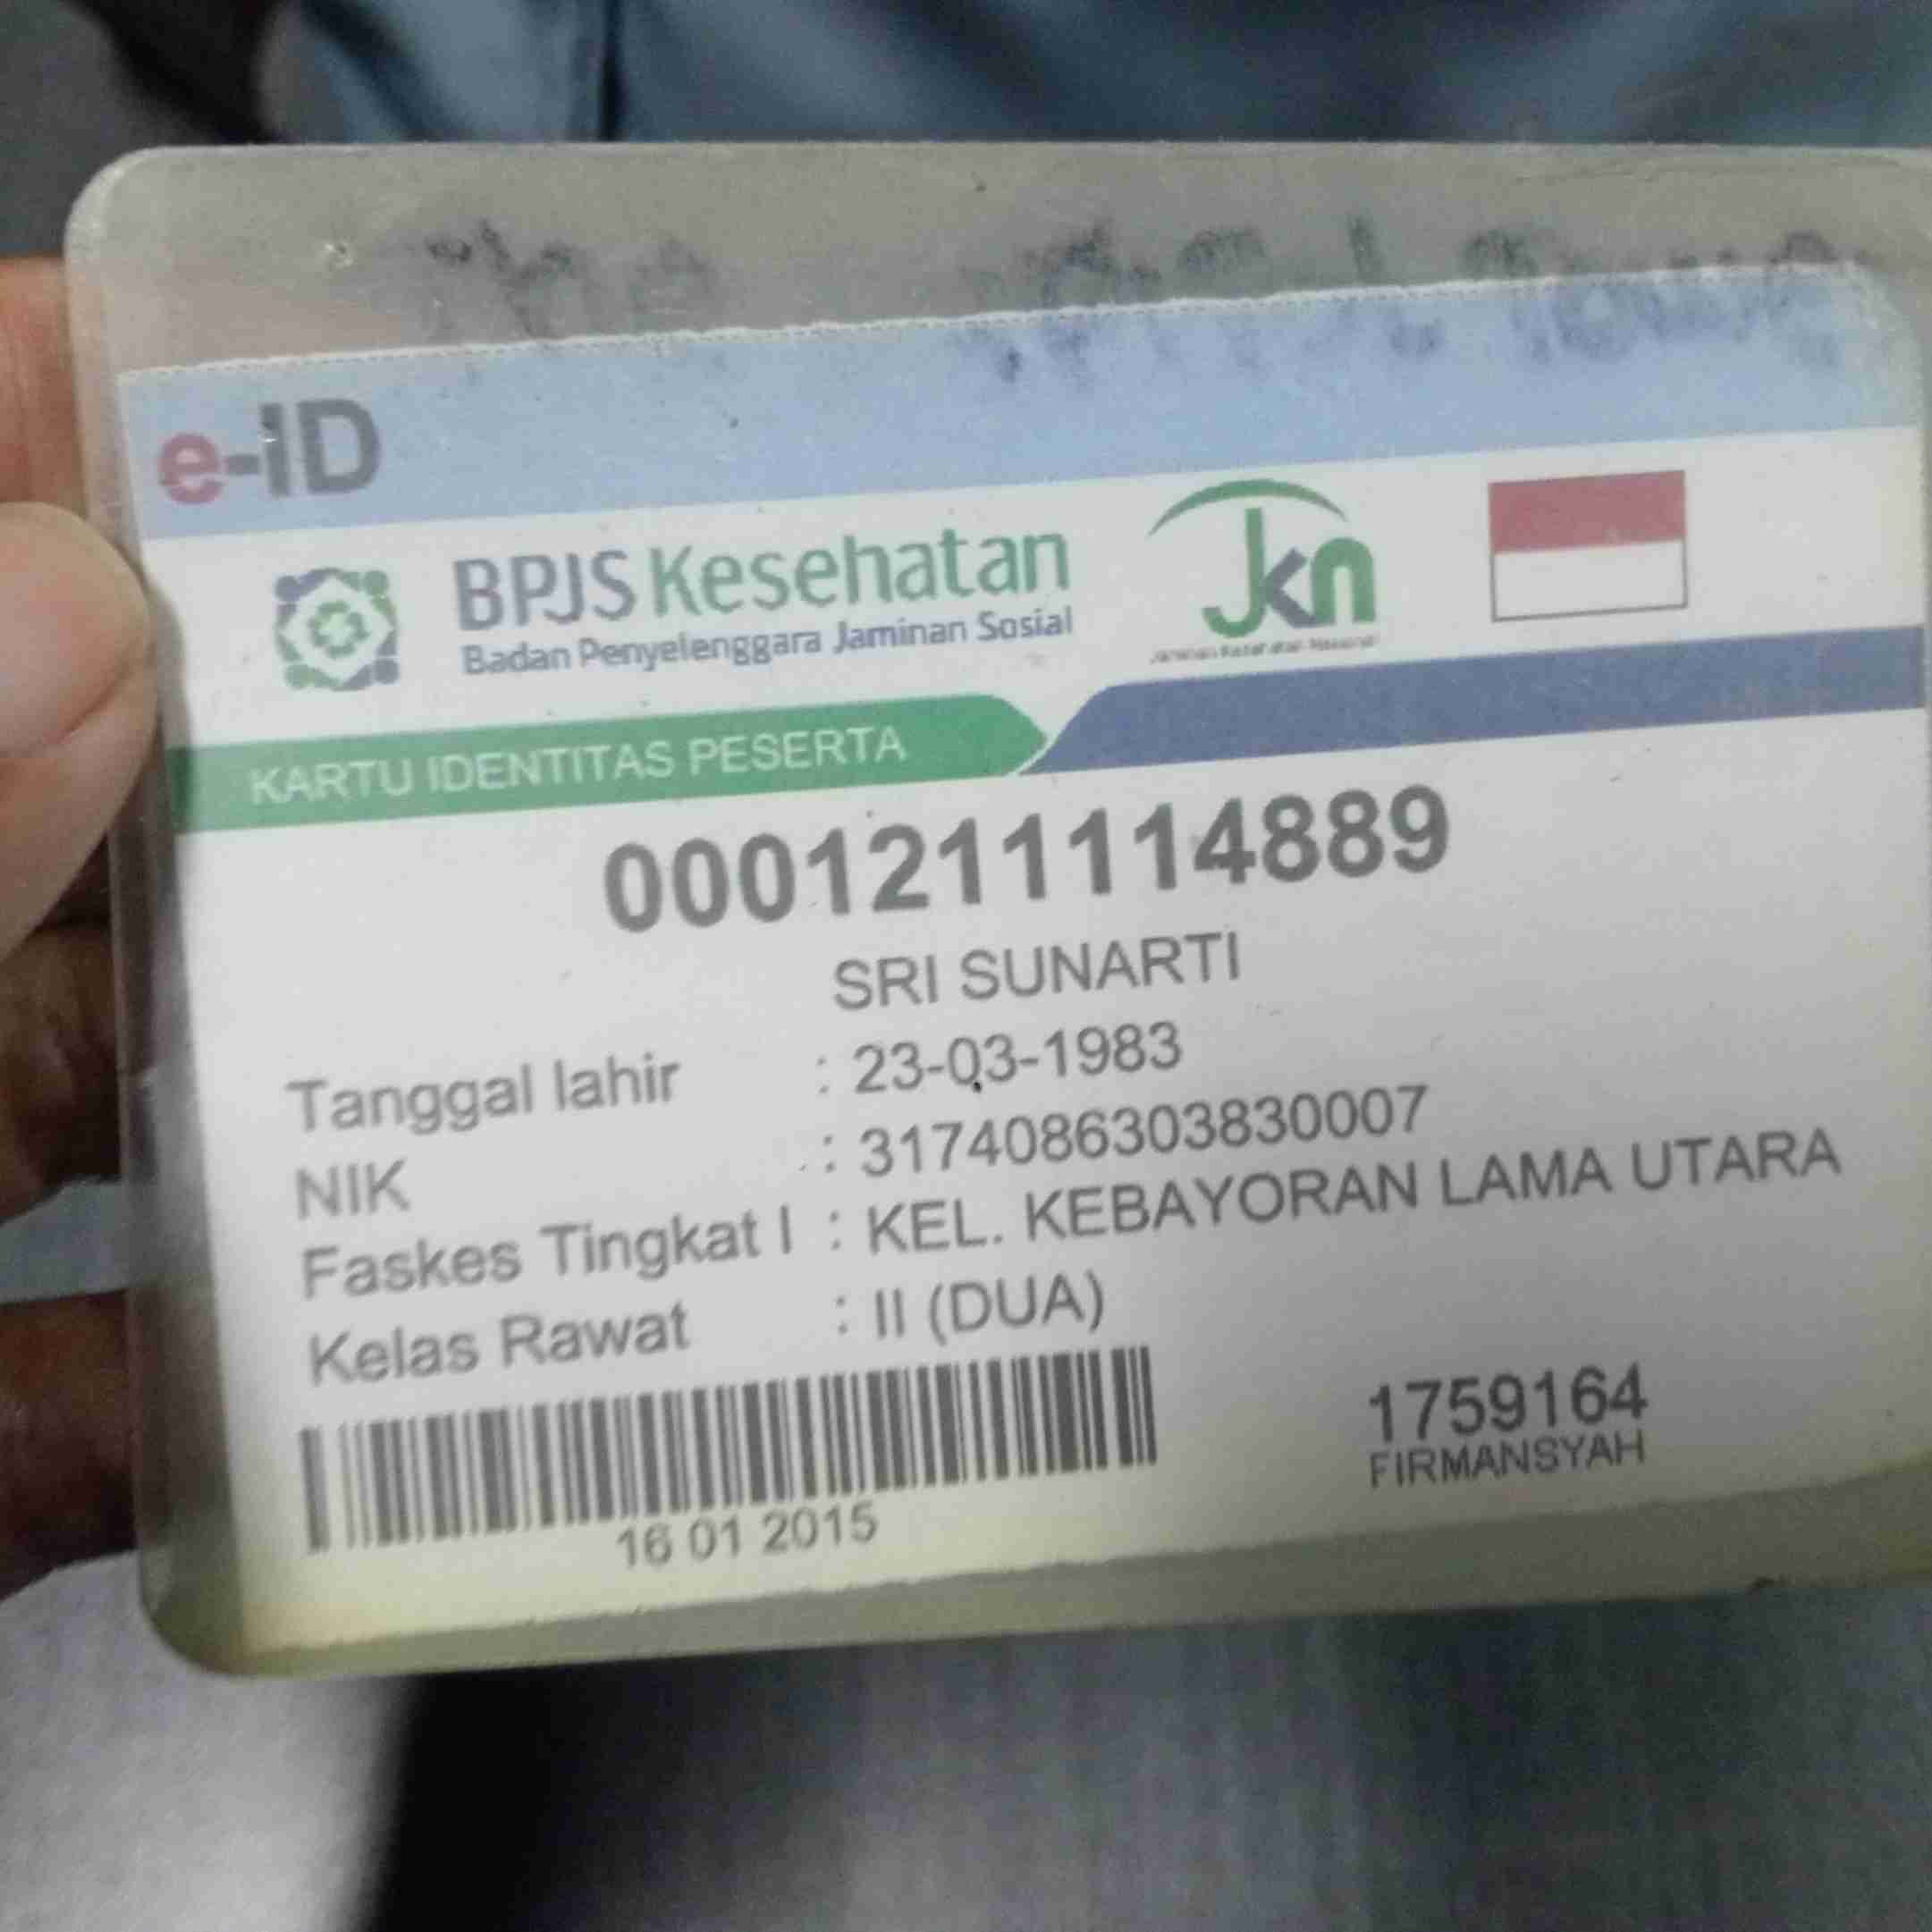 e-ID
BPJS Kesehatan
Badan Penyelenggara Jaminan Sosial
Jkn
KARTU IDENTITAS PESERTA
0001211114889
SRI SUNARTI
Tanggal lahir : 23-03-1983
NIK : 3174086303830007
Faskes Tingkat I : KEL. KEBAYORAN LAMA UTARA
Kelas Rawat : II (DUA)
16 01 2015
1759164
FIRMANSYAH